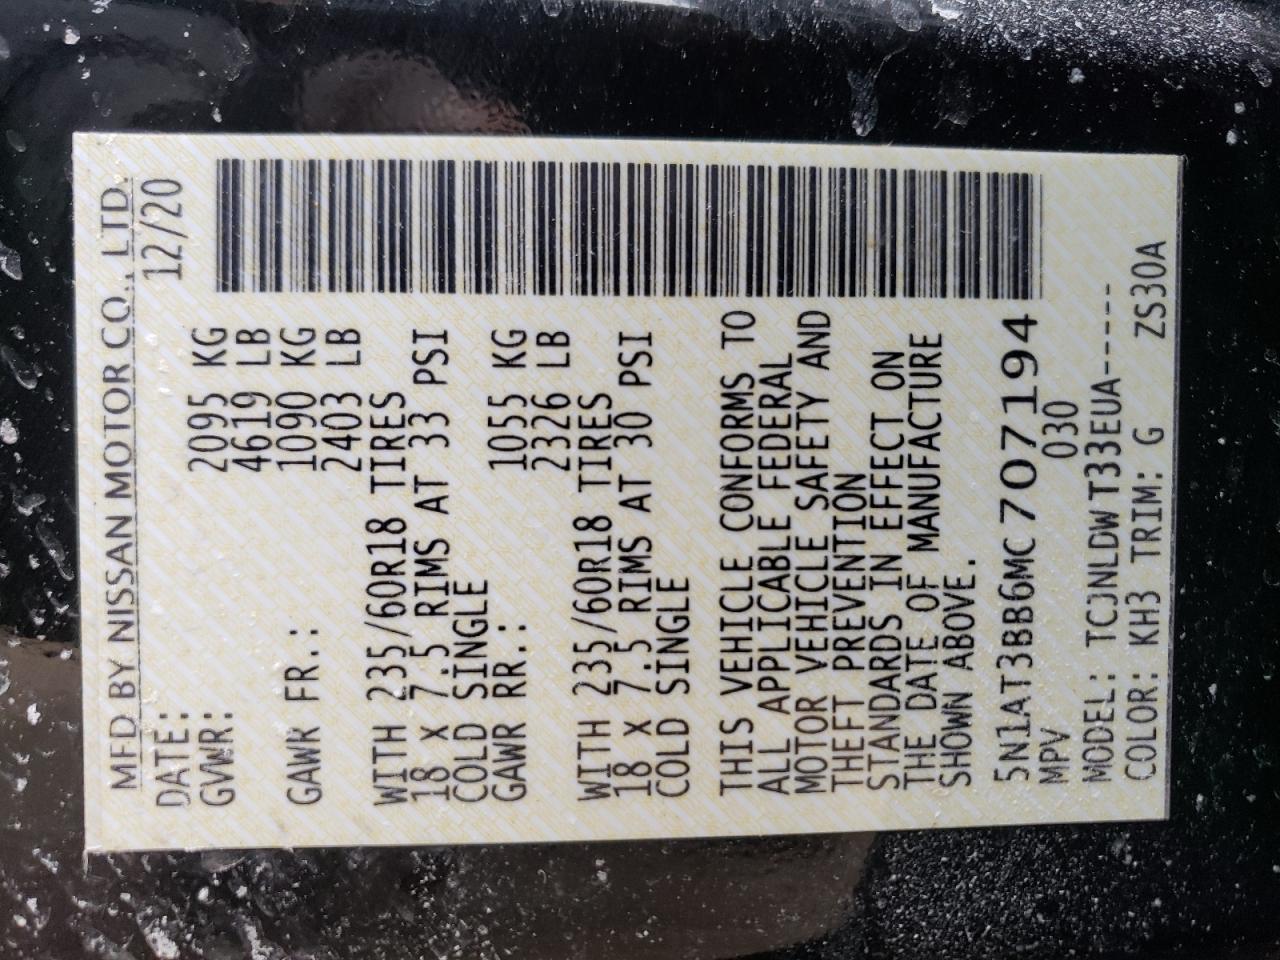 MFD BY NISSAN MOTOR CO., LTD.
DATE: 12/20
GVWR: 2095 KG
4619 LB
GAWR FR.: 1090 KG
2403 LB
WITH 235/60R18 TIRES
18 X 7.5 RIMS AT 33 PSI
COLD SINGLE
GAWR RR.: 1055 KG
2326 LB
WITH 235/60R18 TIRES
18 X 7.5 RIMS AT 30 PSI
COLD SINGLE
THIS VEHICLE CONFORMS TO
ALL APPLICABLE FEDERAL
MOTOR VEHICLE SAFETY AND
THEFT PREVENTION
STANDARDS IN EFFECT ON
THE DATE OF MANUFACTURE
SHOWN ABOVE.
5N1AT3BB6MC707194
MPV 030
MODEL: TCJNLDWT33EUA-----
COLOR: KH3 TRIM: G ZS30A